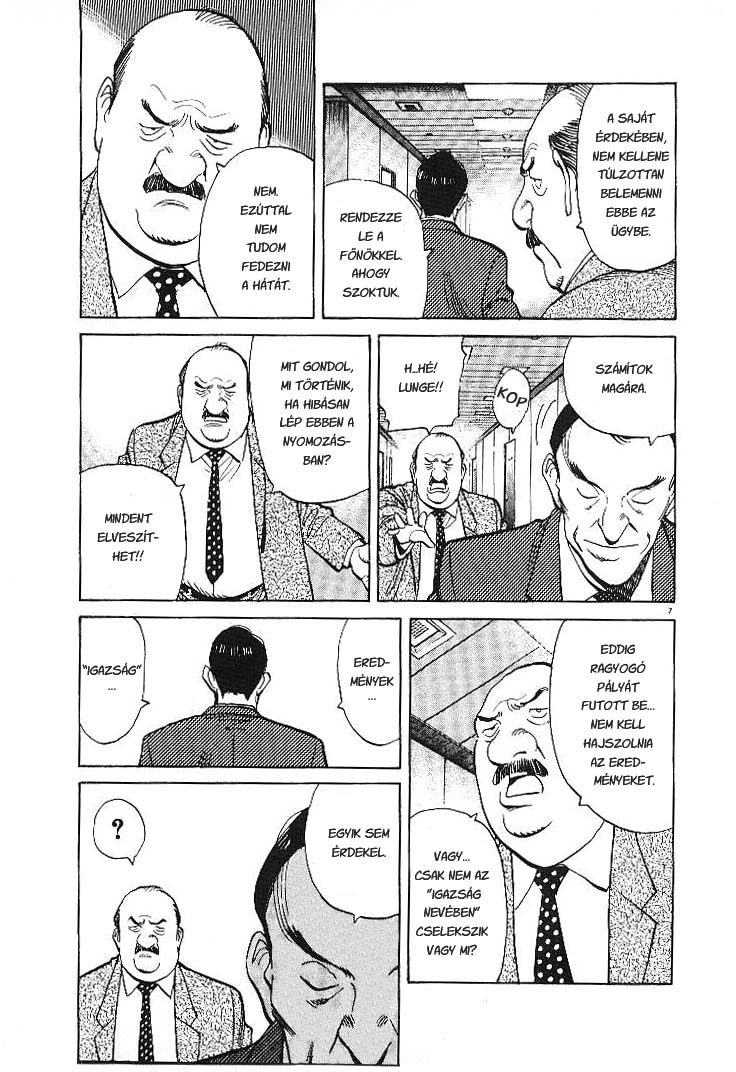 A SAJÁT
ÉRDEKÉBEN,
NEM KELLENE
TÚLZOTTAN
BELEMENNI
EBBE AZ
ÜGYBE.
RENDEZZE
LE A
FŐNÖKKEL.
AHOGY
SZOKTUK.
NEM.
EZÚTTAL
NEM
TUDOM
FEDEZNI
A HÁTÁT.
SZÁMÍTOK
MAGÁRA.
KOP
H..HÉ!
LUNGE!!
MIT GONDOL,
MI TÖRTÉNIK,
HA HIBÁSAN
LÉP EBBEN A
NYOMOZÁS-
BAN?
MINDENT
ELVESZÍT-
HET!!
7
EDDIG
RAGYOGÓ
PÁLYÁT
FUTOTT BE...
NEM KELL
HAJSZOLNIA
AZ ERED-
MÉNYEKET.
VAGY...
CSAK NEM AZ
"IGAZSÁG
NEVÉBEN"
CSELEKSZIK
VAGY MI?
ERED-
MÉNYEK
...
"IGAZSÁG"
...
EGYIK SEM
ÉRDEKEL.
?